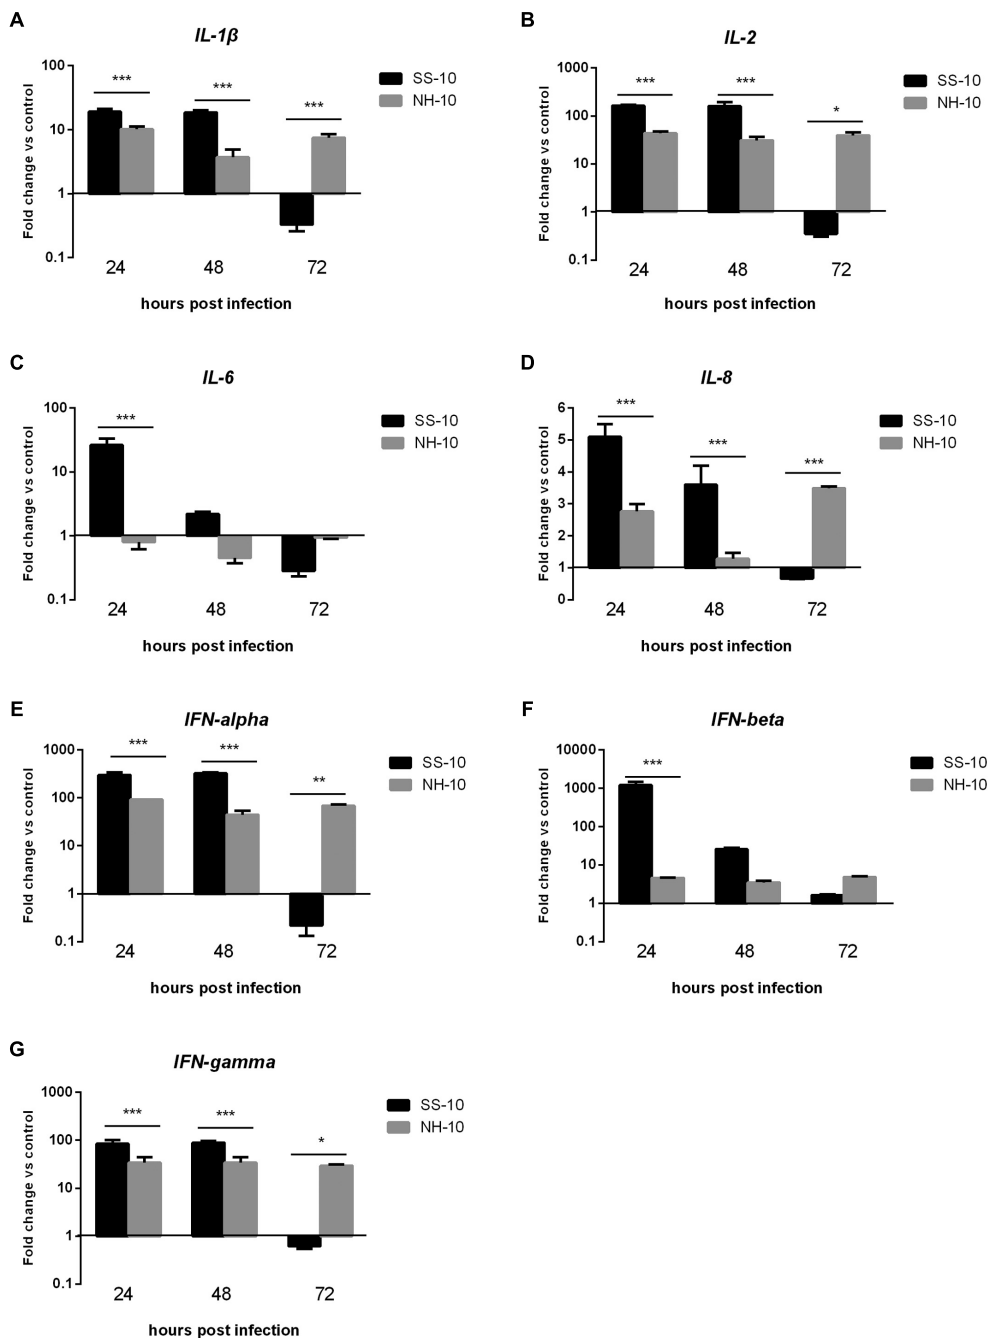 A
IL-1β
Fold change vs control
100
10
1
0.1
***
***
***
SS-10
NH-10
24 48 72
hours post infection
B
IL-2
Fold change vs control
1000
100
10
1
0.1
***
***
*
SS-10
NH-10
24 48 72
hours post infection
C
IL-6
Fold change vs control
100
10
1
0.1
***
SS-10
NH-10
24 48 72
hours post infection
D
IL-8
Fold change vs control
6
5
4
3
2
1
0
***
***
***
SS-10
NH-10
24 48 72
hours post infection
E
IFN-alpha
Fold change vs control
1000
100
10
1
0.1
***
***
**
SS-10
NH-10
24 48 72
hours post infection
F
IFN-beta
Fold change vs control
10000
1000
100
10
1
0.1
***
SS-10
NH-10
24 48 72
hours post infection
G
IFN-gamma
Fold change vs control
1000
100
10
1
0.1
***
***
*
SS-10
NH-10
24 48 72
hours post infection